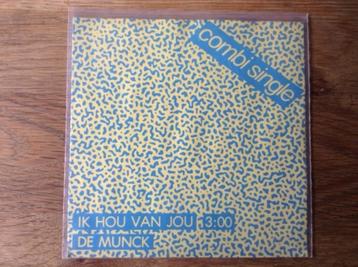 combi single
IK HOU VAN JOU 3:00
DE MUNCK